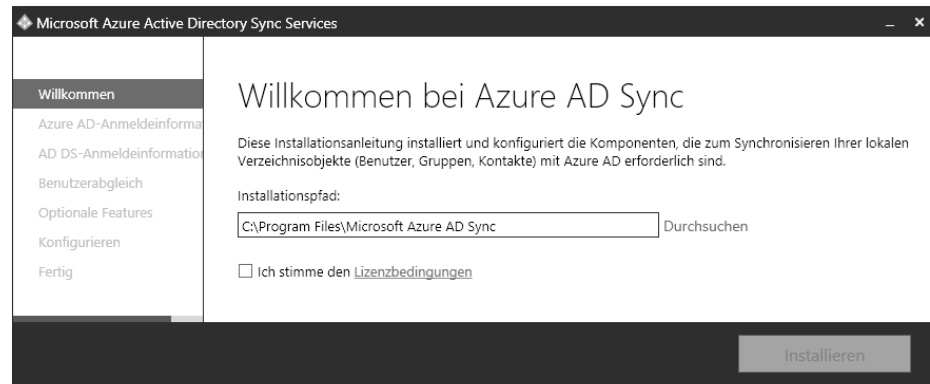 Microsoft Azure Active Directory Sync Services
Willkommen
Azure AD-Anmeldeinforma
AD DS-Anmeldeinformation
Benutzerabgleich
Optionale Features
Konfigurieren
Fertig
Willkommen bei Azure AD Sync
Diese Installationsanleitung installiert und konfiguriert die Komponenten, die zum Synchronisieren Ihrer lokalen
Verzeichnisobjekte (Benutzer, Gruppen, Kontakte) mit Azure AD erforderlich sind.
Installationspfad:
C:\Program Files\Microsoft Azure AD Sync Durchsuchen
Ich stimme den Lizenzbedingungen
Installieren